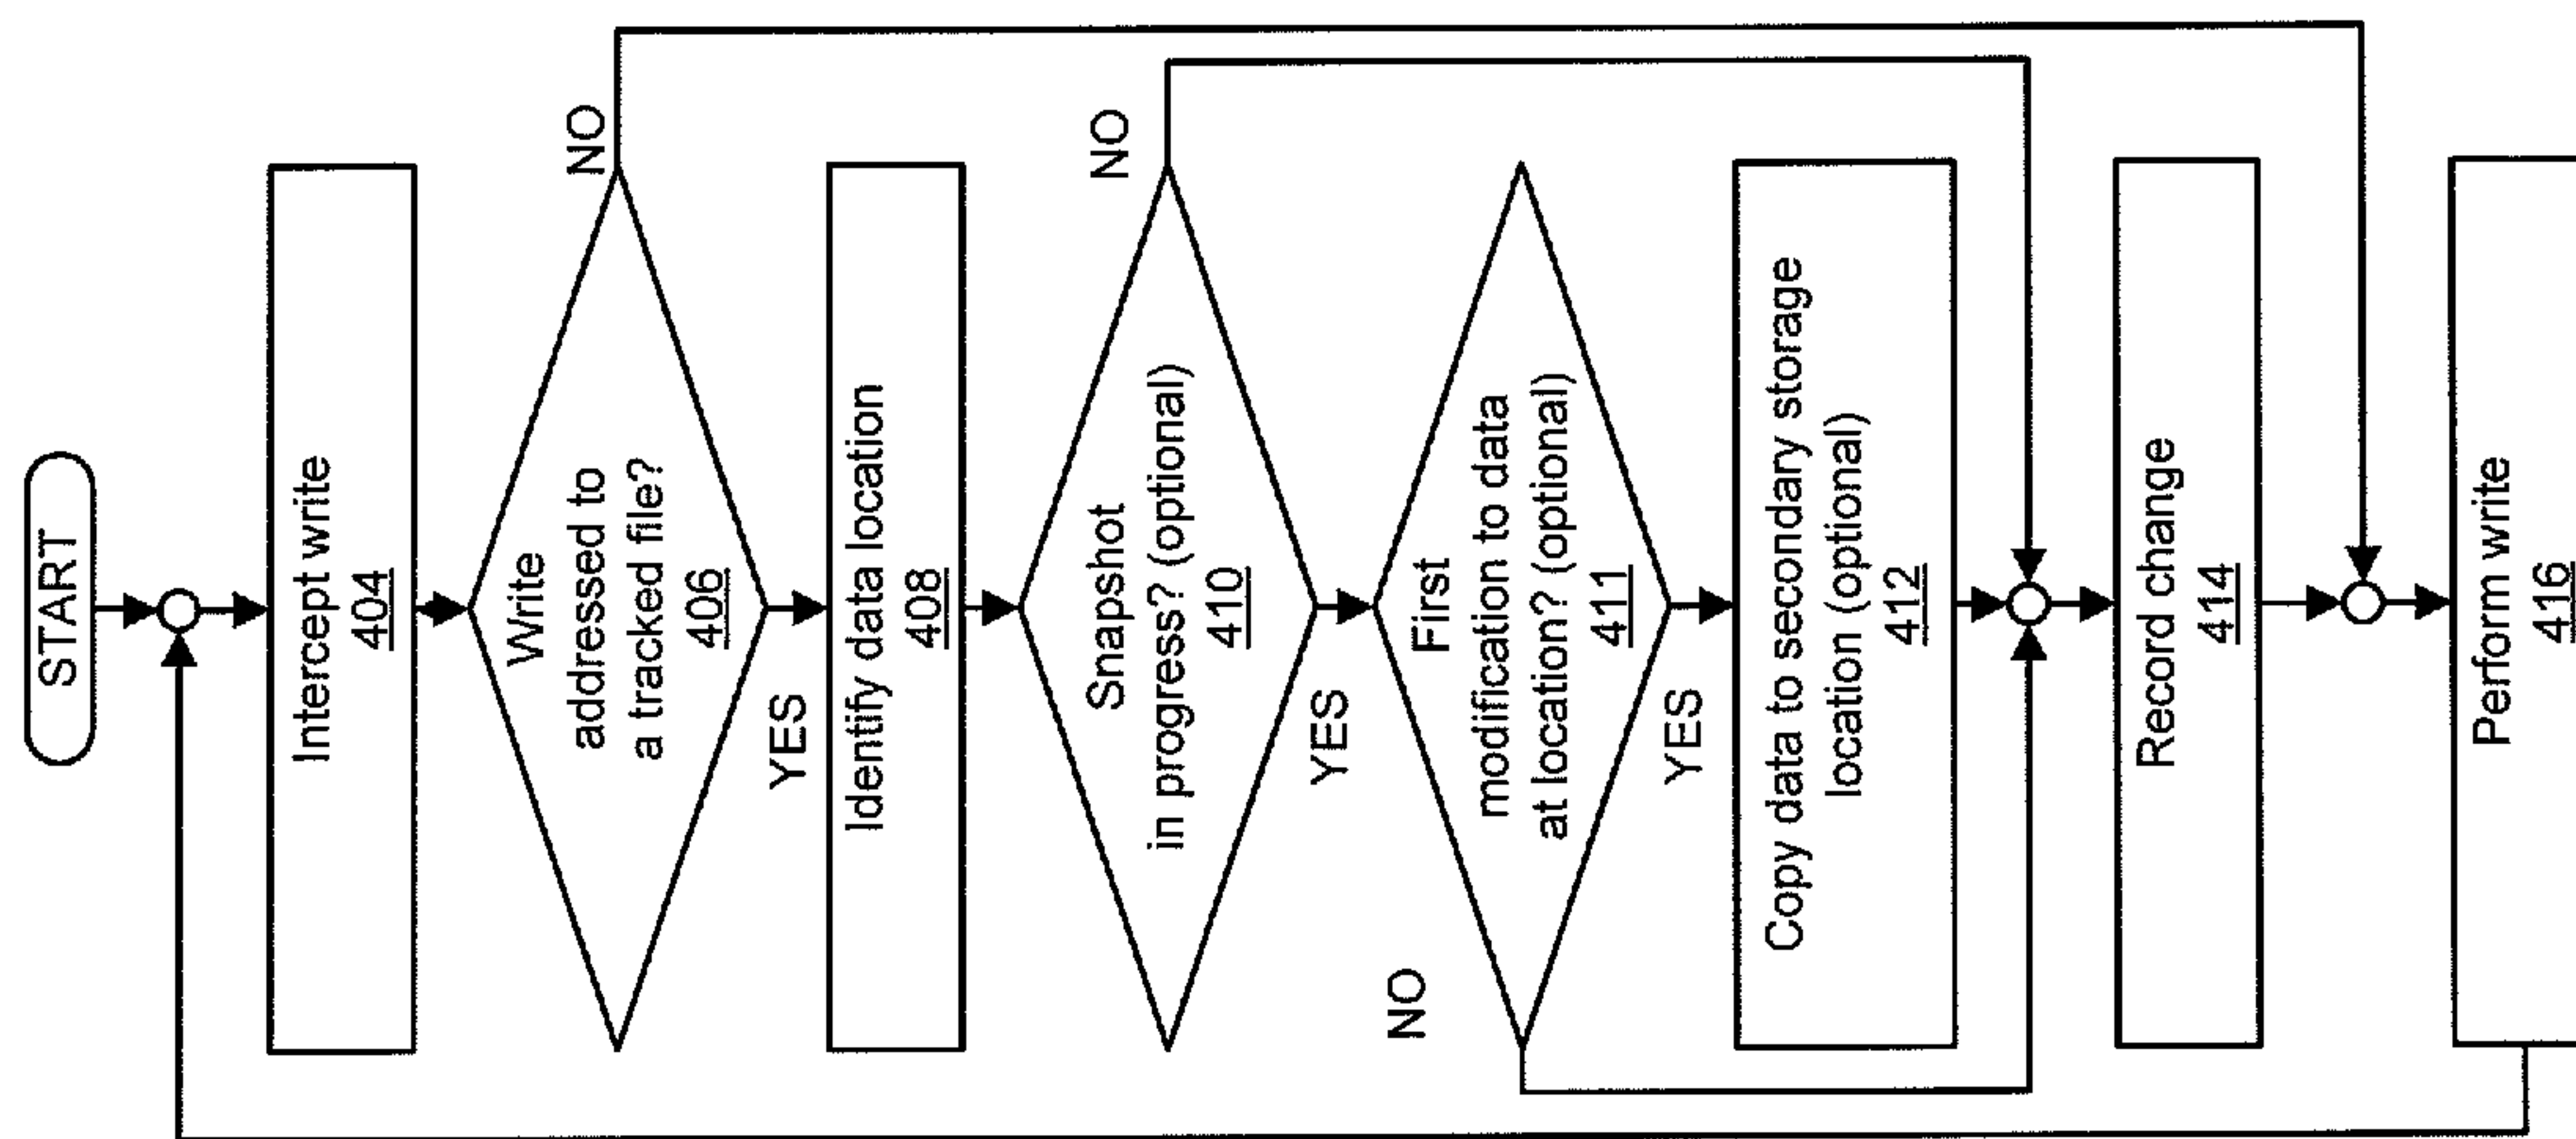 START
Intercept write
404
Write
addressed to
a tracked file?
406
NO
YES
Identify data location
408
Snapshot
in progress? (optional)
410
NO
YES
First
modification to data
at location? (optional)
411
NO
YES
Copy data to secondary storage
location (optional)
412
Record change
414
Perform write
416